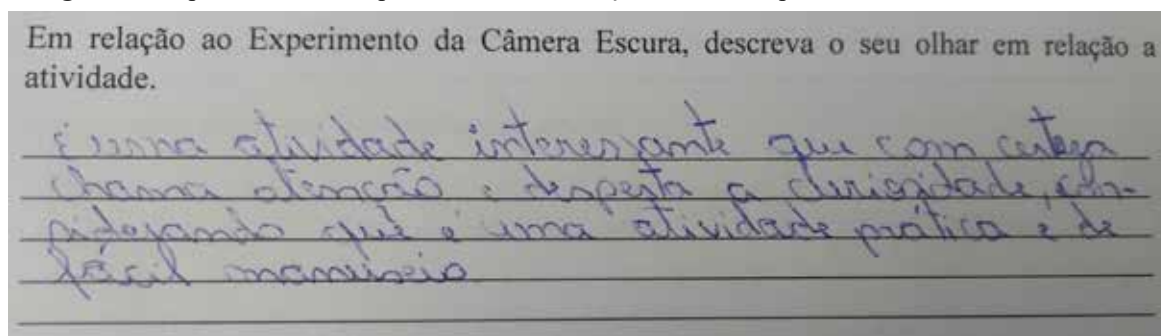 Em relação ao Experimento da Câmera Escura, descreva o seu olhar em relação a
atividade.
É uma atividade interessante que com certeza
chama atenção e desperta a curiosidade, con-
siderando que é uma atividade prática e de
fácil manuseio